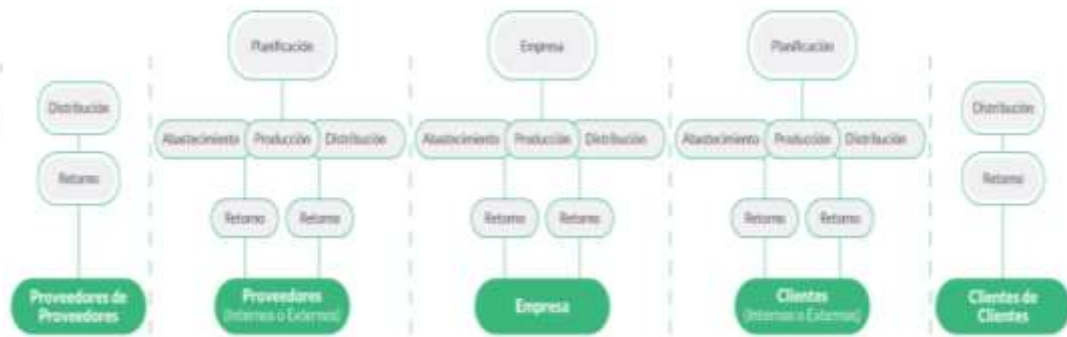 Planificación
Empresa
Planificación
Distribución
Distribución
Abastecimiento Producción Distribución
Abastecimiento Producción Distribución
Abastecimiento Producción Distribución
Retorno
Retorno
Retorno Retorno
Retorno Retorno
Retorno Retorno
Proveedores de
Proveedores
Proveedores
(Internos o Externos)
Empresa
Clientes
(Internos o Externos)
Clientes de
Clientes